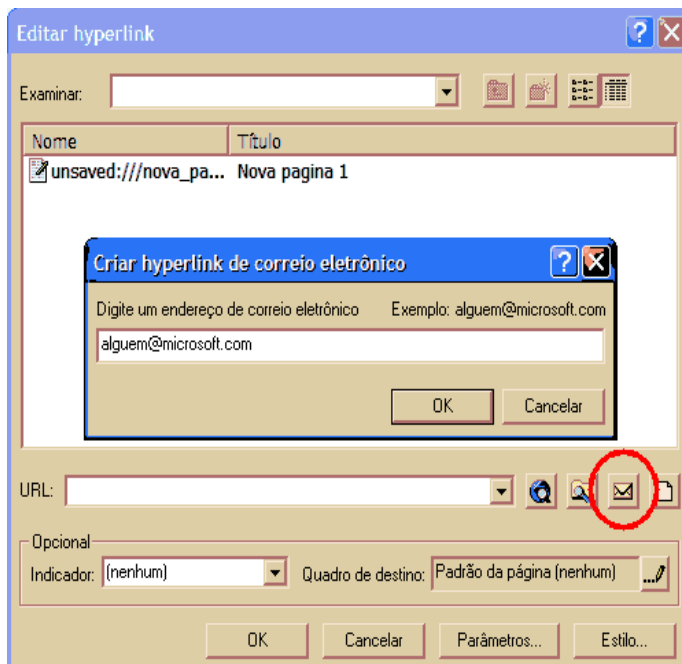 Editar hyperlink
Examinar:
Nome Título
unsaved:///nova_pa... Nova pagina 1
Criar hyperlink de correio eletrônico
Digite um endereço de correio eletrônico Exemplo: alguem@microsoft.com
alguem@microsoft.com
OK Cancelar
URL:
Opcional
Indicador: (nenhum) Quadro de destino: Padrão da página (nenhum)
OK Cancelar Parâmetros... Estilo...